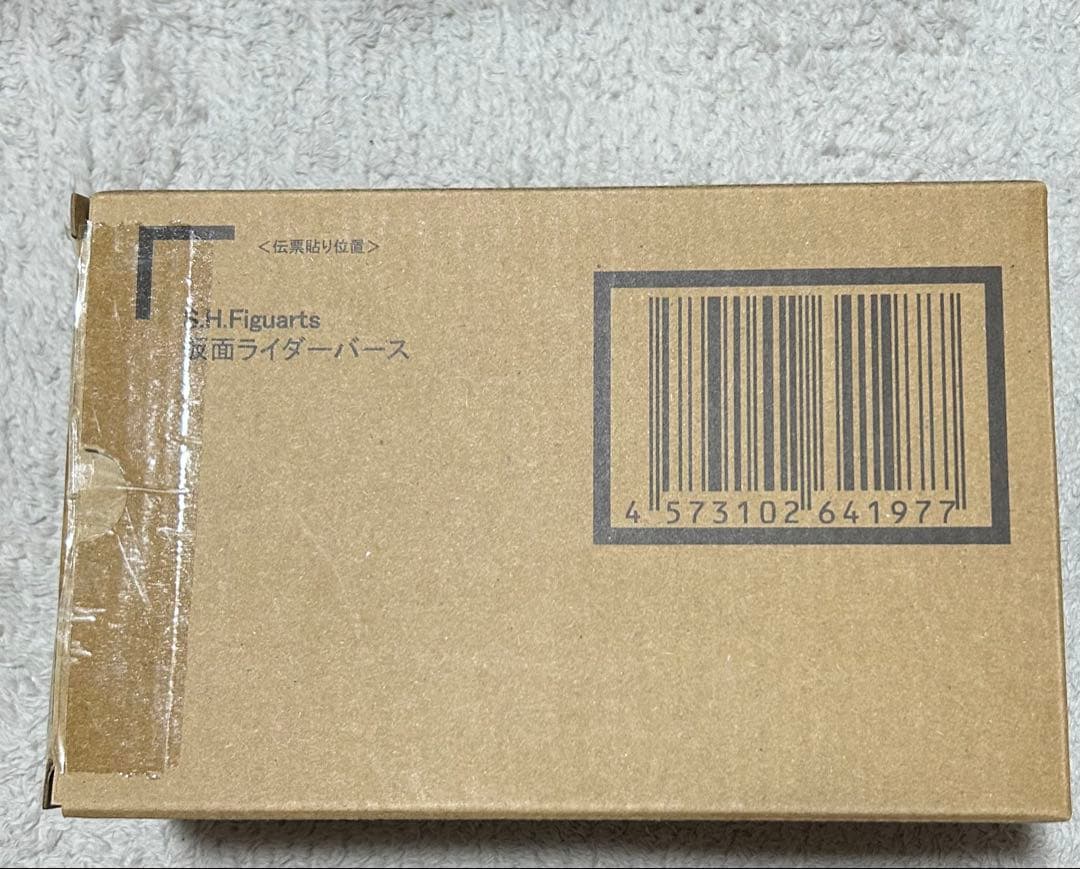 <伝票貼り位置>
S.H.Figuarts
仮面ライダーバース
4 573102 641977